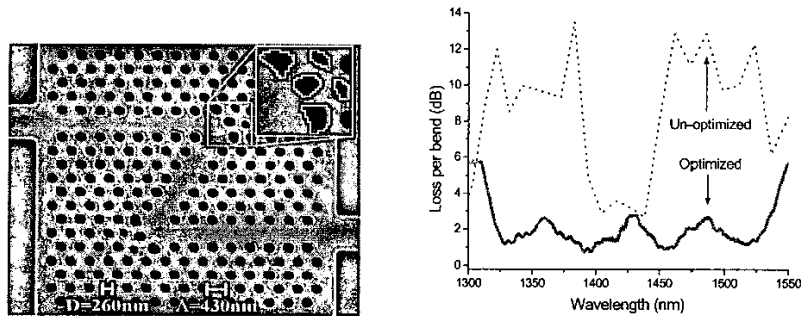 D=260nm Λ=430nm
14
12
10
8
6
4
2
0
Loss per bend (dB)
Un-optimized
Optimized
1300 1350 1400 1450 1500 1550
Wavelength (nm)